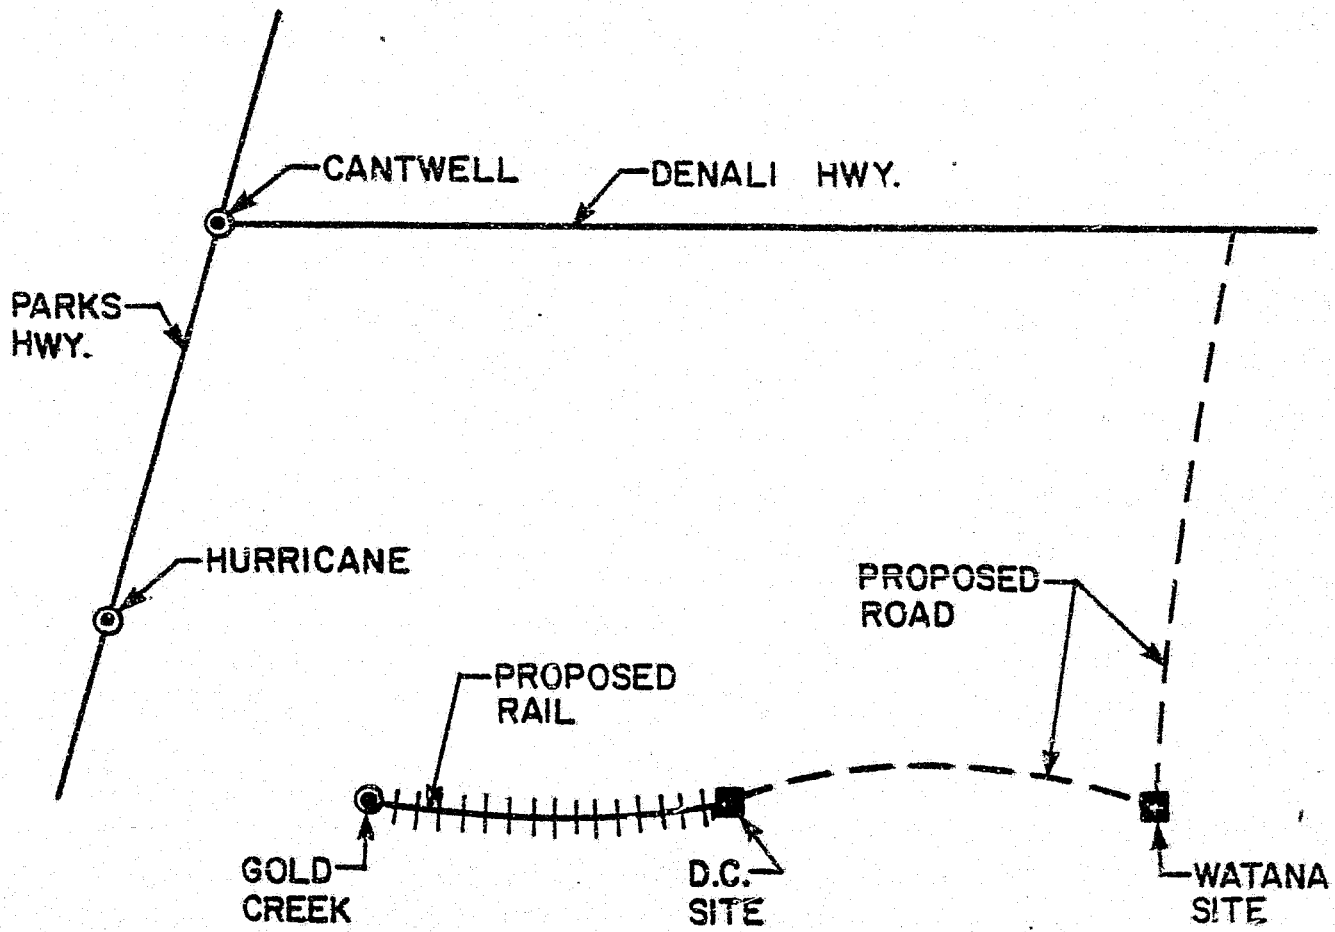 CANTWELL
DENALI HWY.
PARKS
HWY.
HURRICANE
PROPOSED
ROAD
PROPOSED
RAIL
GOLD
CREEK
D.C.
SITE
WATANA
SITE